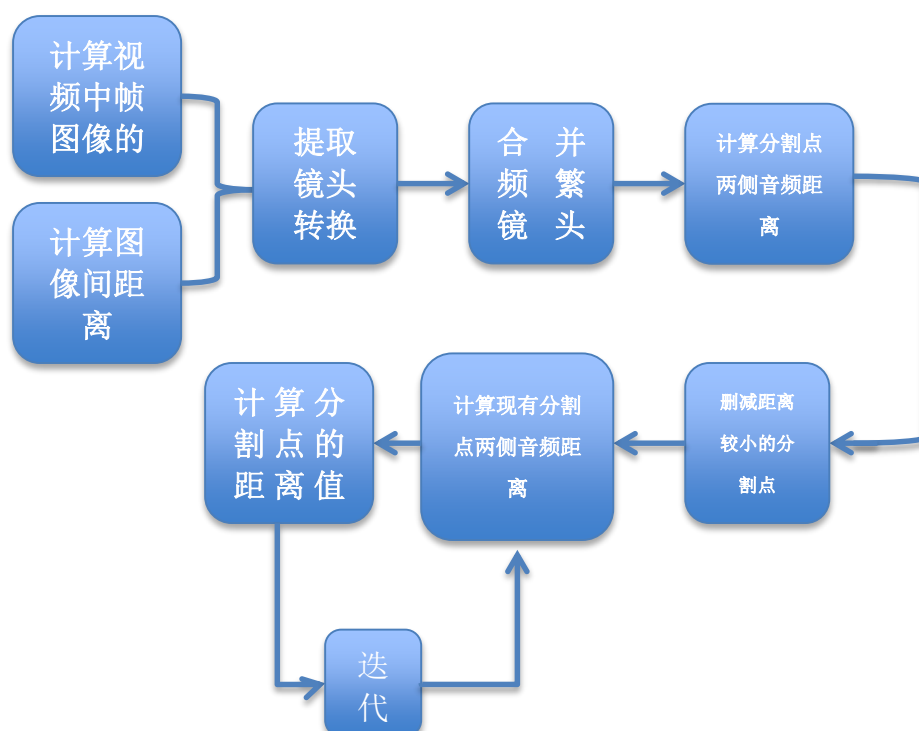 计算视
频中帧
图像的
计算图
像间距
离
提取
镜头
转换
合并
频繁
镜头
计算分割点
两侧音频距
离
删减距离
较小的分
割点
计算现有分割
点两侧音频距
离
计算分
割点的
距离值
迭
代